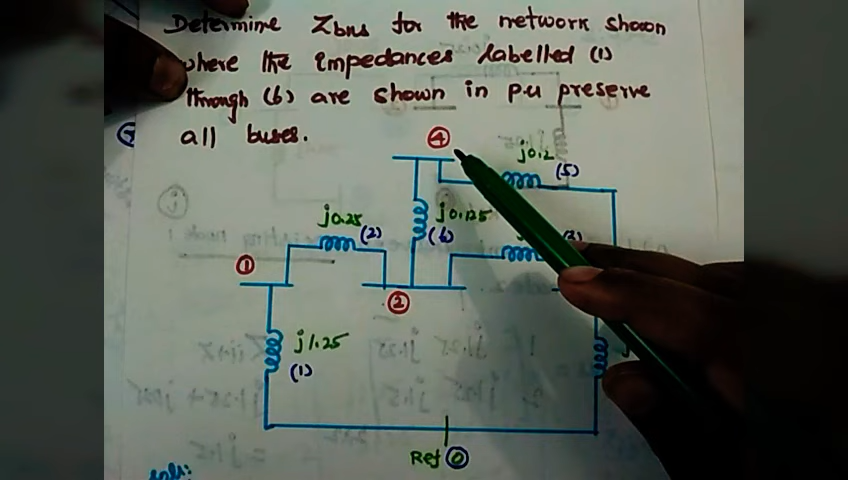 Determine Zbus for the network shown
where the impedances labelled (1)
through (6) are shown in p.u preserve
all buses.
④
j0.2
(5)
j0.25
(2)
j0.125
(6)
①
②
j1.25
(1)
Ref ⓪
Soln: